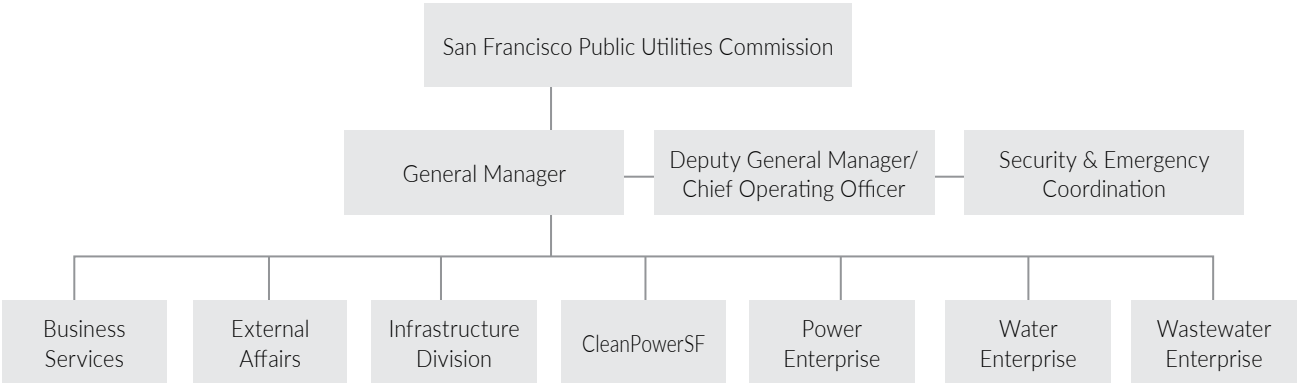 San Francisco Public Utilities Commission
General Manager
Deputy General Manager/
Chief Operating Officer
Security & Emergency
Coordination
Business
Services
External
Affairs
Infrastructure
Division
CleanPowerSF
Power
Enterprise
Water
Enterprise
Wastewater
Enterprise